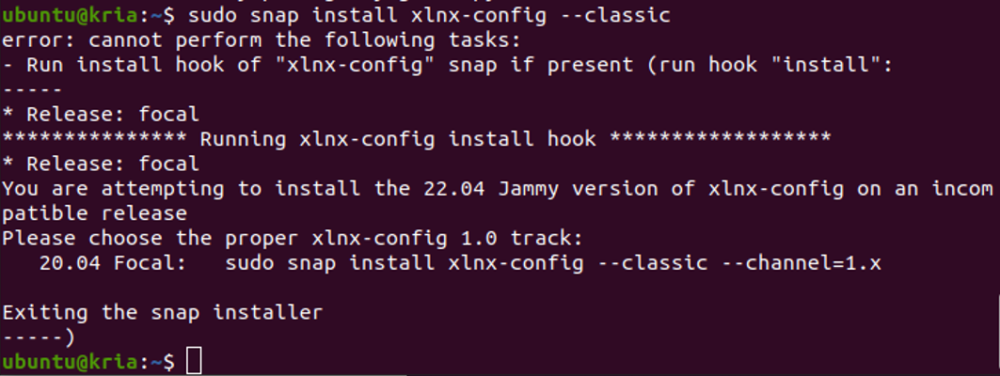 ubuntu@kria:~$ sudo snap install xlnx-config --classic
error: cannot perform the following tasks:
- Run install hook of "xlnx-config" snap if present (run hook "install":
-----
* Release: focal
*************** Running xlnx-config install hook ******************
* Release: focal
You are attempting to install the 22.04 Jammy version of xlnx-config on an incom
patible release
Please choose the proper xlnx-config 1.0 track:
   20.04 Focal:   sudo snap install xlnx-config --classic --channel=1.x

Exiting the snap installer
-----)
ubuntu@kria:~$